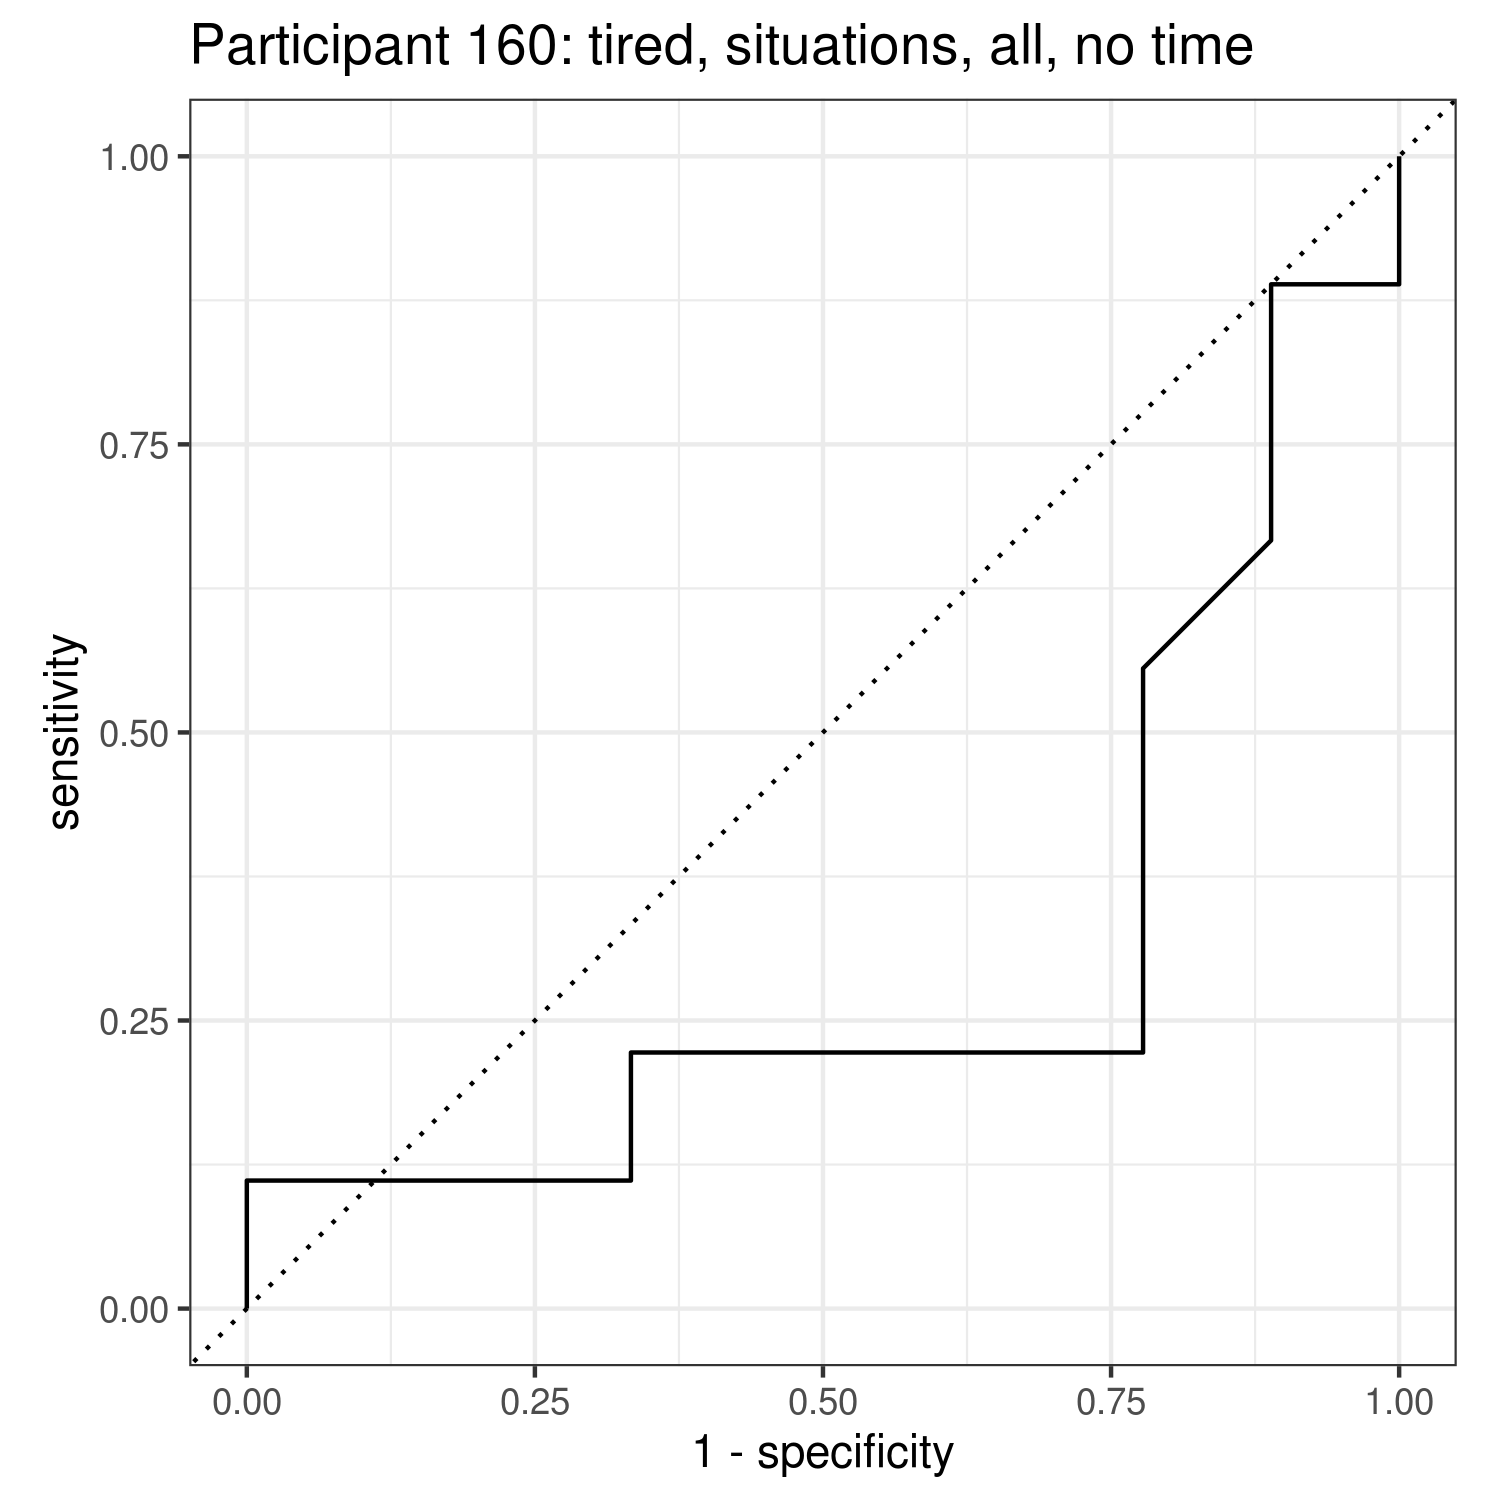 Participant 160: tired, situations, all, no time
1.00
0.75
0.50
0.25
0.00
sensitivity
0.00 0.25 0.50 0.75 1.00
1 - specificity